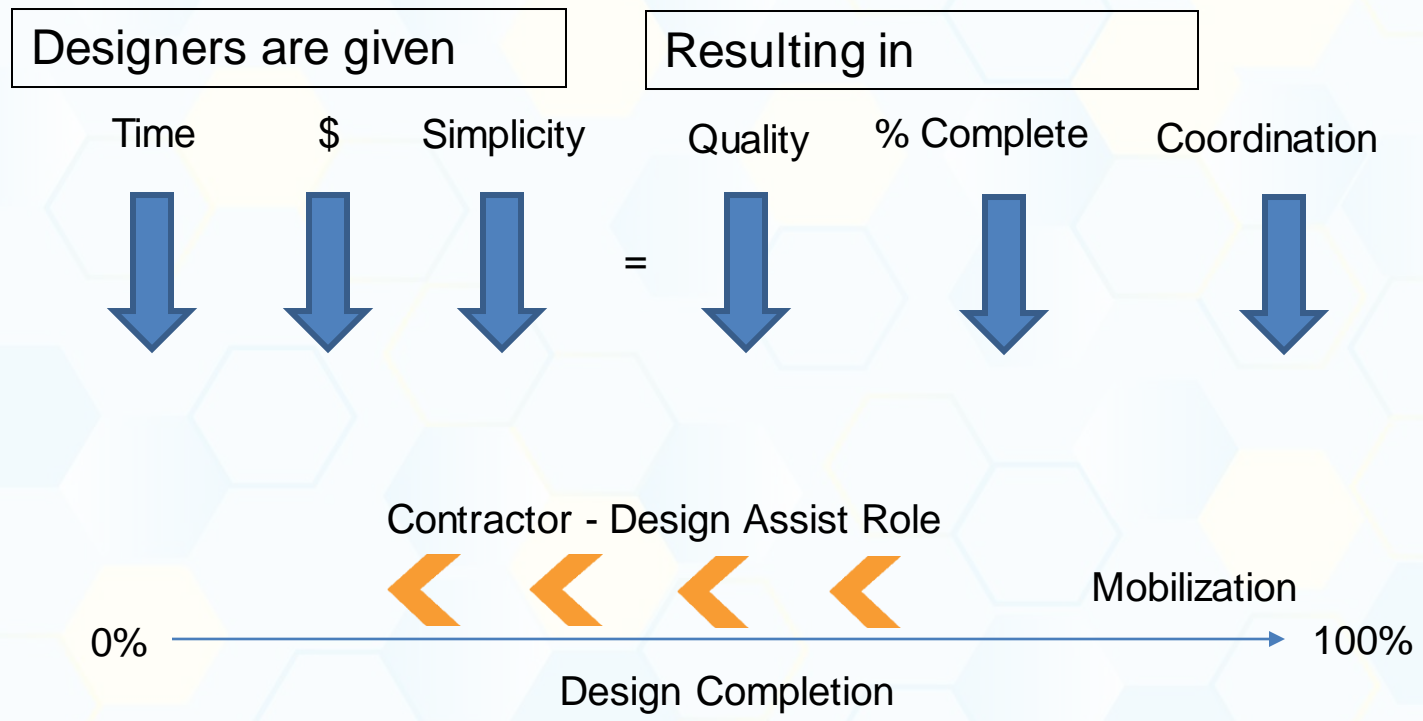 Designers are given
Resulting in
Time
$
Simplicity
Quality
% Complete
Coordination
=
Contractor - Design Assist Role
Mobilization
0%
100%
Design Completion